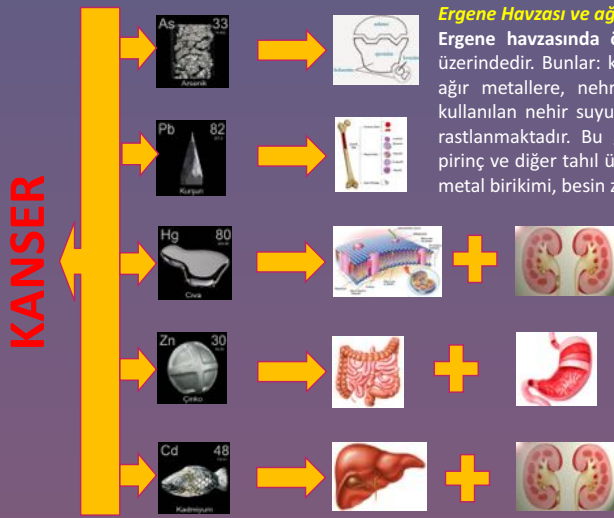 Ergene Havzası ve ağ
Ergene havzasında ö
üzerindedir. Bunlar: k
ağır metallere, nehr
kullanılan nehir suyu
rastlanmaktadır. Bu
pirinç ve diğer tahıl ü
metal birikimi, besin z
KANSER
As 33
Arsenik
Pb 82
Kurşun
Hg 80
Civa
Zn 30
Çinko
Cd 48
Kadmiyum